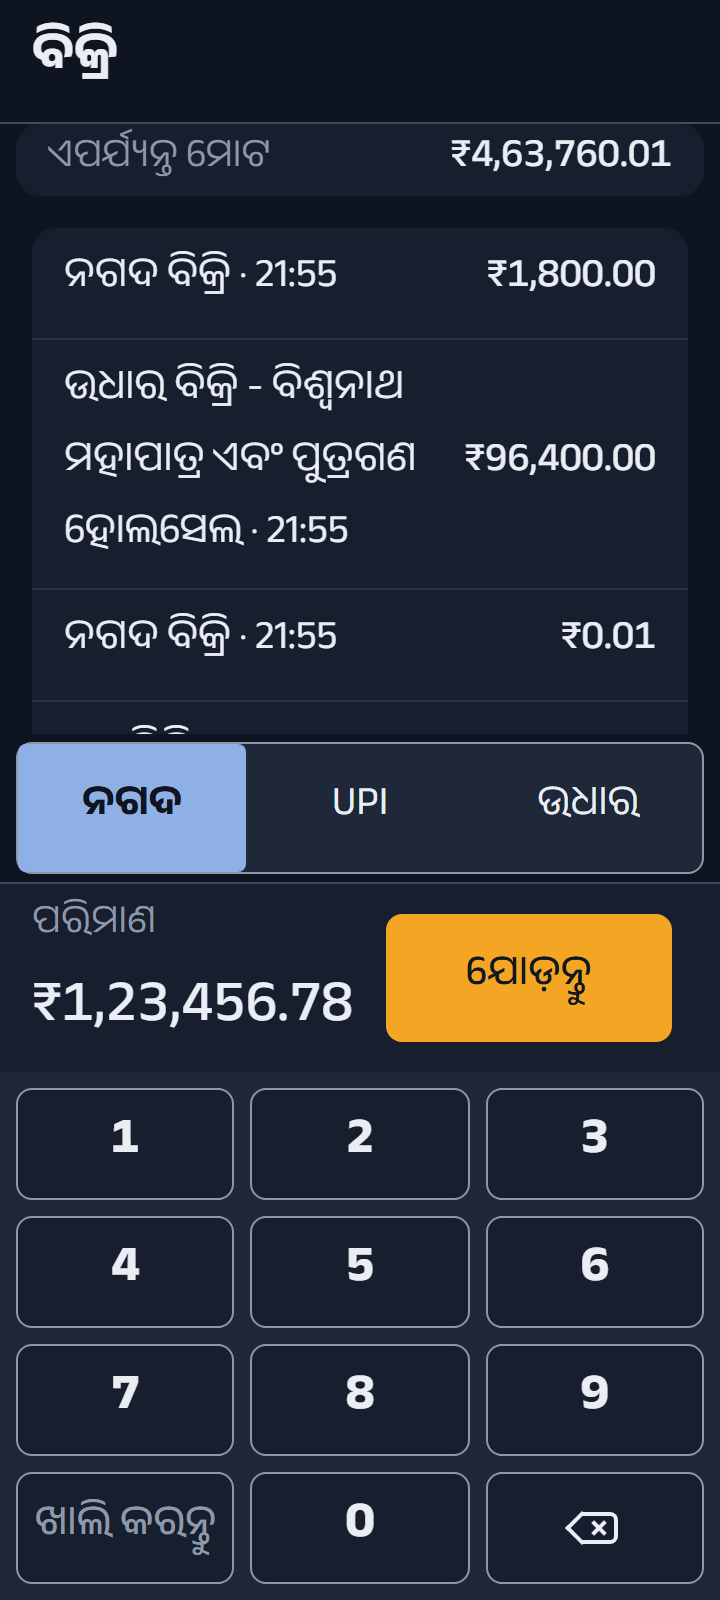 ବିକ୍ରି
ଏପର୍ଯ୍ୟନ୍ତ ମୋଟ ₹4,63,760.01
ନଗଦ ବିକ୍ରି · 21:55 ₹1,800.00
ଉଧାର ବିକ୍ରି - ବିଶ୍ୱନାଥ
ମହାପାତ୍ର ଏବଂ ପୁତ୍ରଗଣ ₹96,400.00
ହୋଲସେଲ · 21:55
ନଗଦ ବିକ୍ରି · 21:55 ₹0.01
ନଗଦ UPI ଉଧାର
ପରିମାଣ
₹1,23,456.78 ଯୋଡ଼ନ୍ତୁ
1 2 3
4 5 6
7 8 9
ଖାଲି କରନ୍ତୁ 0